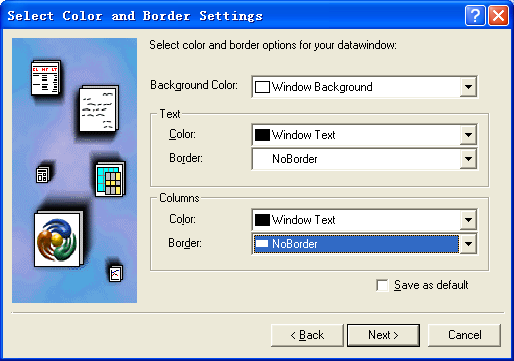 Select Color and Border Settings
Select color and border options for your datawindow:
Background Color: Window Background
Text
Color: Window Text
Border: NoBorder
Columns
Color: Window Text
Border: NoBorder
Save as default
< Back Next > Cancel